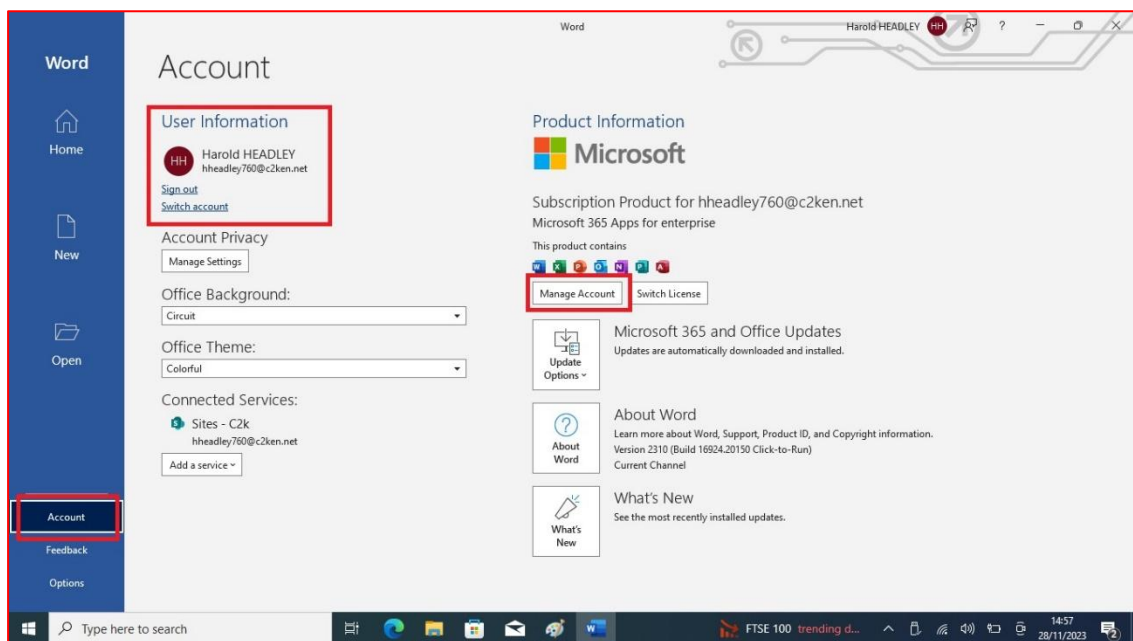 Word
Harold HEADLEY HH ?
Word
Home
New
Open
Account
Feedback
Options
Account
User Information
HH
Harold HEADLEY
hheadley760@c2ken.net
Sign out
Switch account
Account Privacy
Manage Settings
Office Background:
Circuit
Office Theme:
Colorful
Connected Services:
Sites - C2k
hheadley760@c2ken.net
Add a service
Product Information
Microsoft
Subscription Product for hheadley760@c2ken.net
Microsoft 365 Apps for enterprise
This product contains
Manage Account
Switch License
Update
Options
Microsoft 365 and Office Updates
Updates are automatically downloaded and installed.
About
Word
About Word
Learn more about Word, Support, Product ID, and Copyright information.
Version 2310 (Build 16924.20150 Click-to-Run)
Current Channel
What's
New
What's New
See the most recently installed updates.
Type here to search
FTSE 100 trending d...
14:57
28/11/2023
2